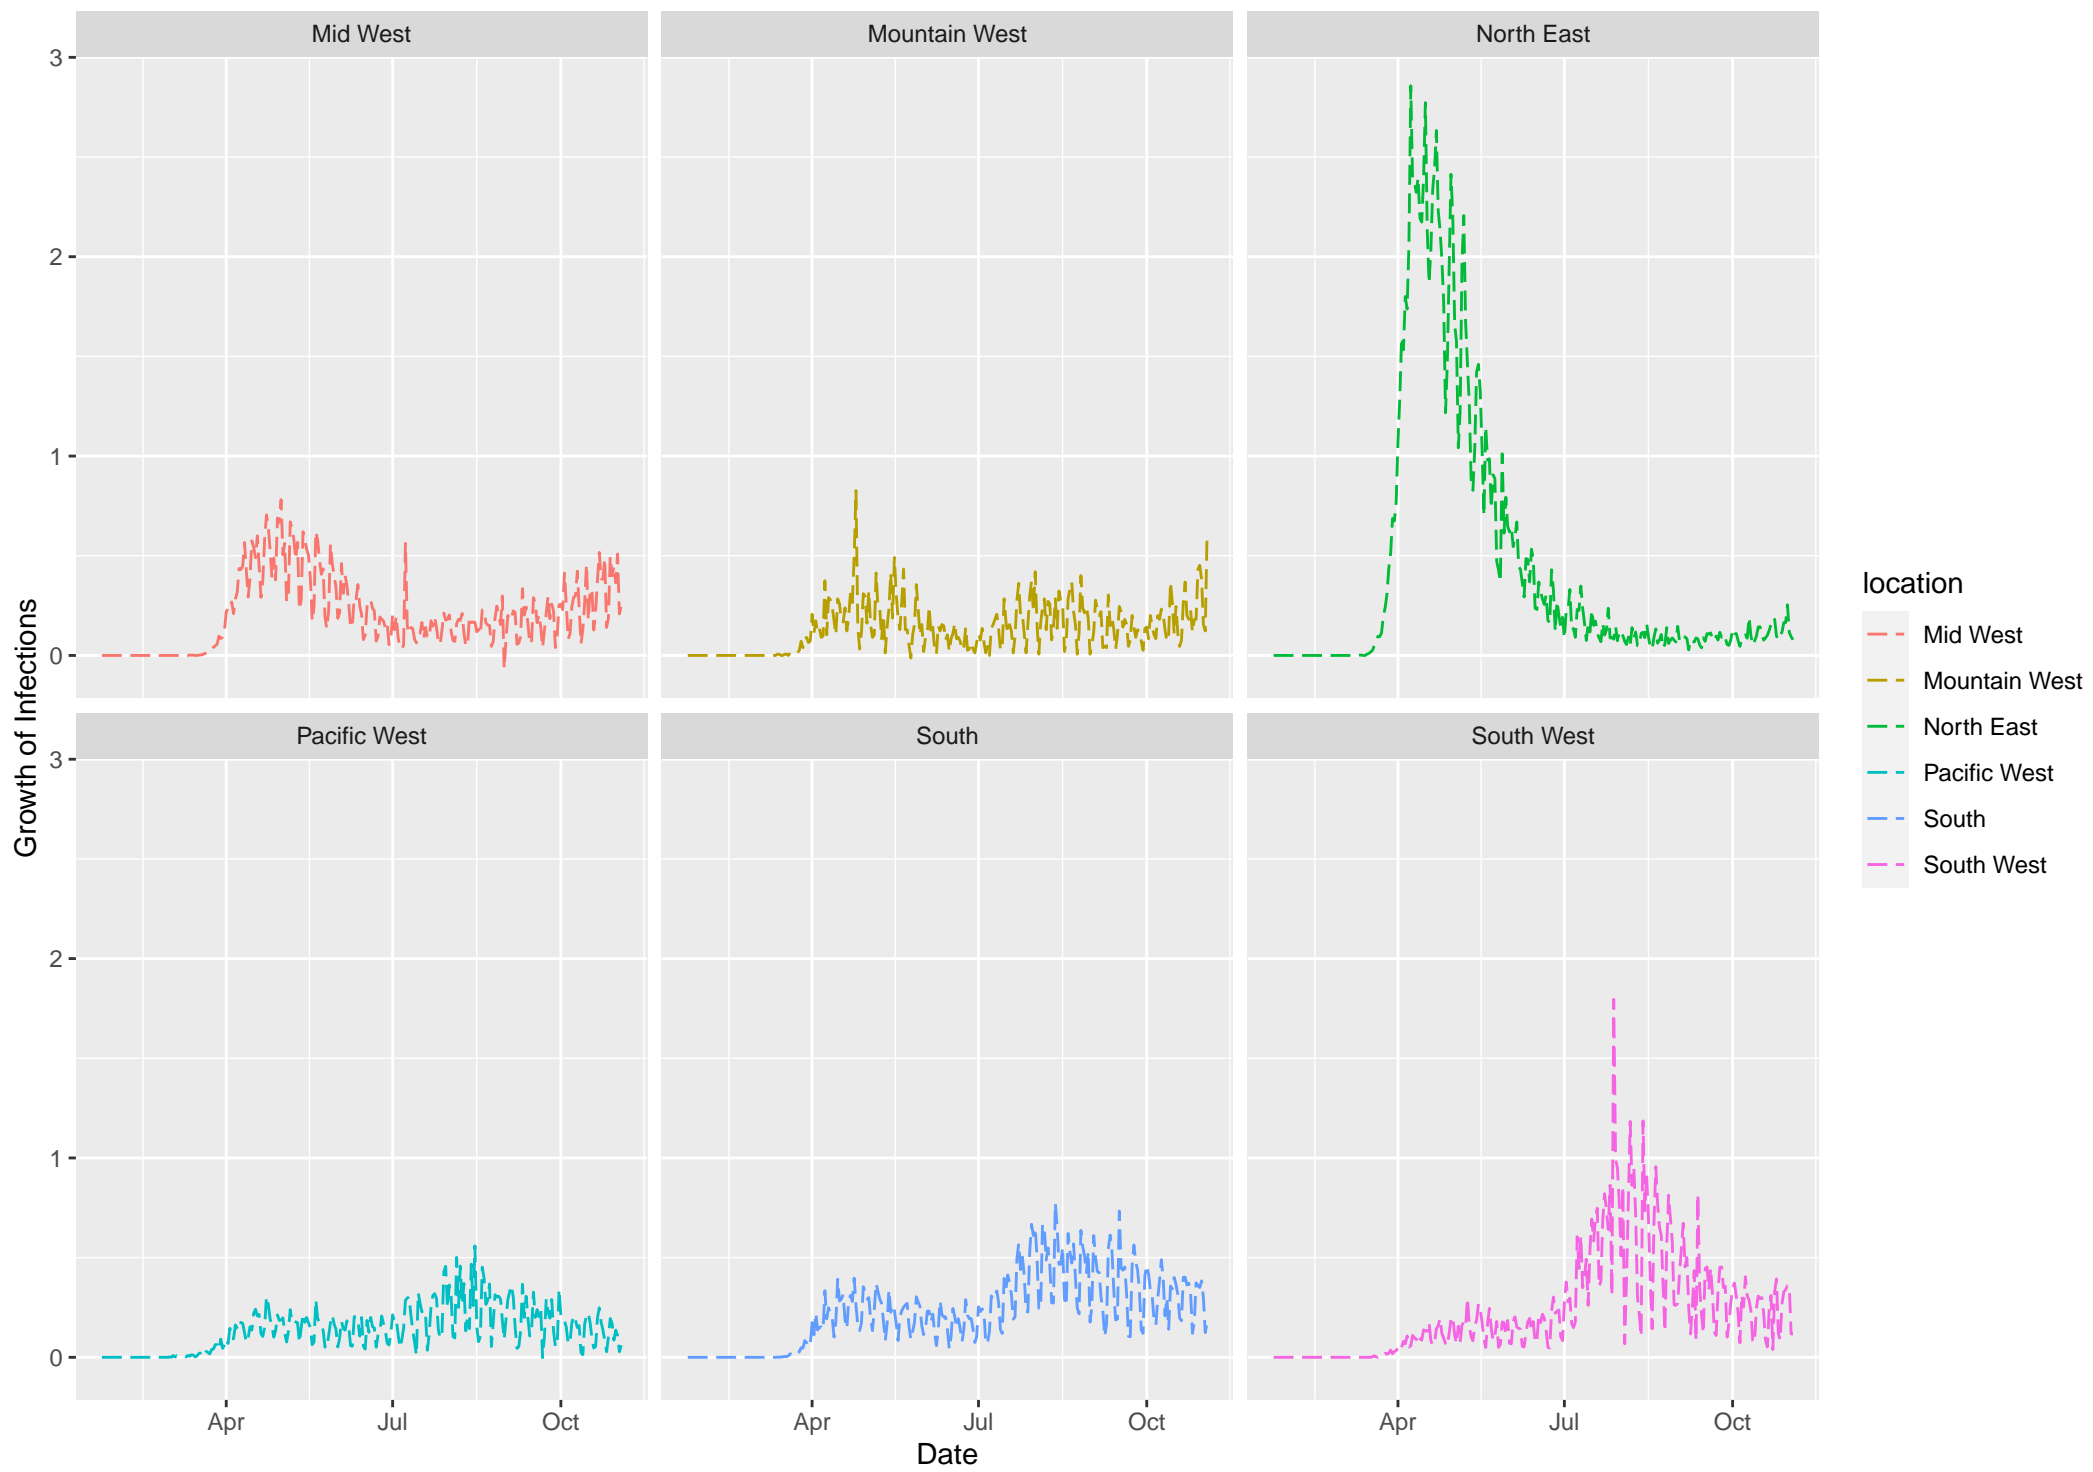 Mid West
Mountain West
North East
3
2
1
0
Growth of Infections
Pacific West
South
South West
3
2
1
0
Apr
Jul
Oct
Apr
Jul
Oct
Apr
Jul
Oct
Date
location
Mid West
Mountain West
North East
Pacific West
South
South West